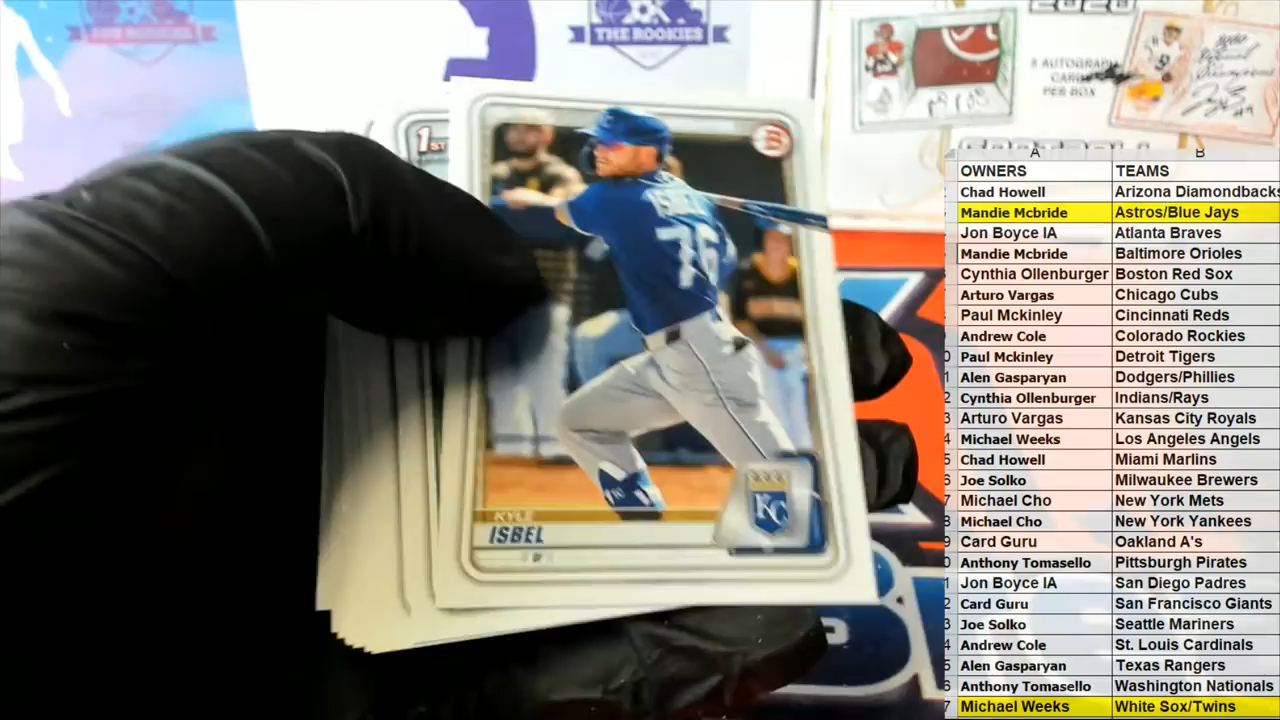 THE ROOKIES
2020
8 AUTOGRAPH
CARDS
PER BOX
1ST
B
76
KC
KYLE
ISBEL
OF
A B
OWNERS TEAMS
Chad Howell Arizona Diamondbacks
Mandie Mcbride Astros/Blue Jays
Jon Boyce IA Atlanta Braves
Mandie Mcbride Baltimore Orioles
Cynthia Ollenburger Boston Red Sox
Arturo Vargas Chicago Cubs
Paul Mckinley Cincinnati Reds
Andrew Cole Colorado Rockies
Paul Mckinley Detroit Tigers
Alen Gasparyan Dodgers/Phillies
Cynthia Ollenburger Indians/Rays
Arturo Vargas Kansas City Royals
Michael Weeks Los Angeles Angels
Chad Howell Miami Marlins
Joe Solko Milwaukee Brewers
Michael Cho New York Mets
Michael Cho New York Yankees
Card Guru Oakland A's
Anthony Tomasello Pittsburgh Pirates
Jon Boyce IA San Diego Padres
Card Guru San Francisco Giants
Joe Solko Seattle Mariners
Andrew Cole St. Louis Cardinals
Alen Gasparyan Texas Rangers
Anthony Tomasello Washington Nationals
Michael Weeks White Sox/Twins